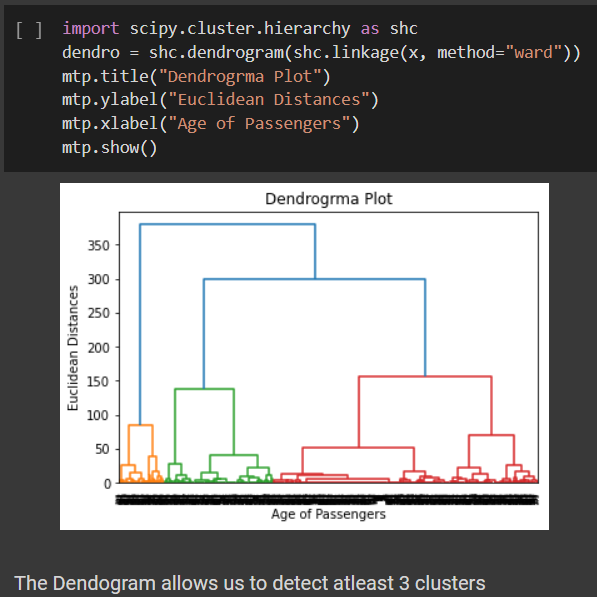 [ ] import scipy.cluster.hierarchy as shc
dendro = shc.dendrogram(shc.linkage(x, method="ward"))
mtp.title("Dendrogrma Plot")
mtp.ylabel("Euclidean Distances")
mtp.xlabel("Age of Passengers")
mtp.show()
Dendrogrma Plot
Euclidean Distances
350
300
250
200
150
100
50
0
Age of Passengers
The Dendogram allows us to detect atleast 3 clusters